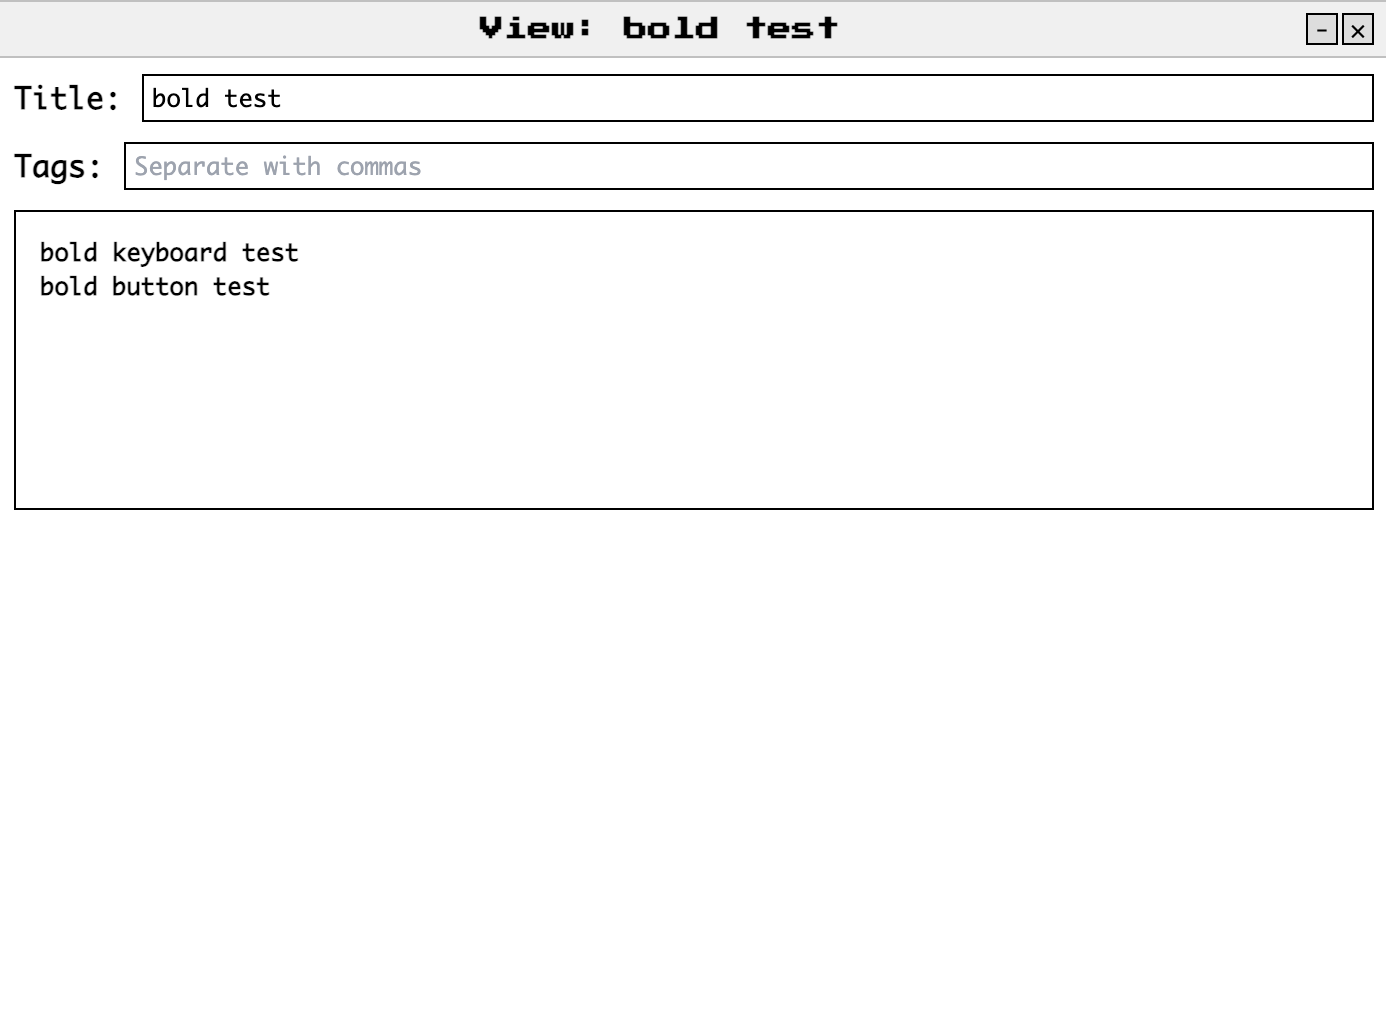 View: bold test
-
×
Title: bold test
Tags: Separate with commas
bold keyboard test
bold button test